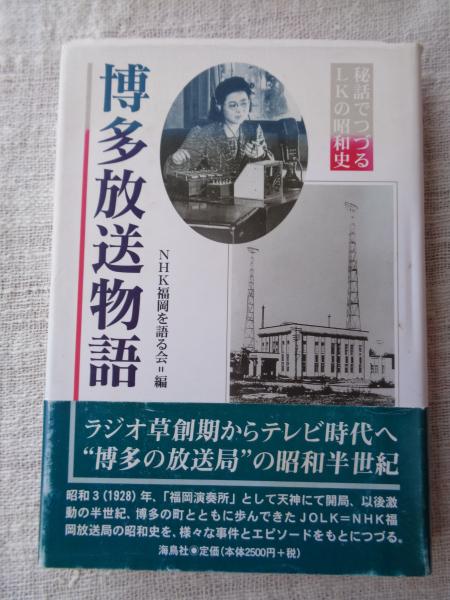 秘話でつづる
LKの昭和史
博多放送物語
NHK福岡を語る会=編
ラジオ草創期からテレビ時代へ
“博多の放送局”の昭和半世紀
昭和3(1928)年、「福岡演奏所」として天神にて開局、以後激
動の半世紀、博多の町とともに歩んできたJOLK=NHK福
岡放送局の昭和史を、様々な事件とエピソードをもとにつづる。
海鳥社●定価(本体2500円+税)